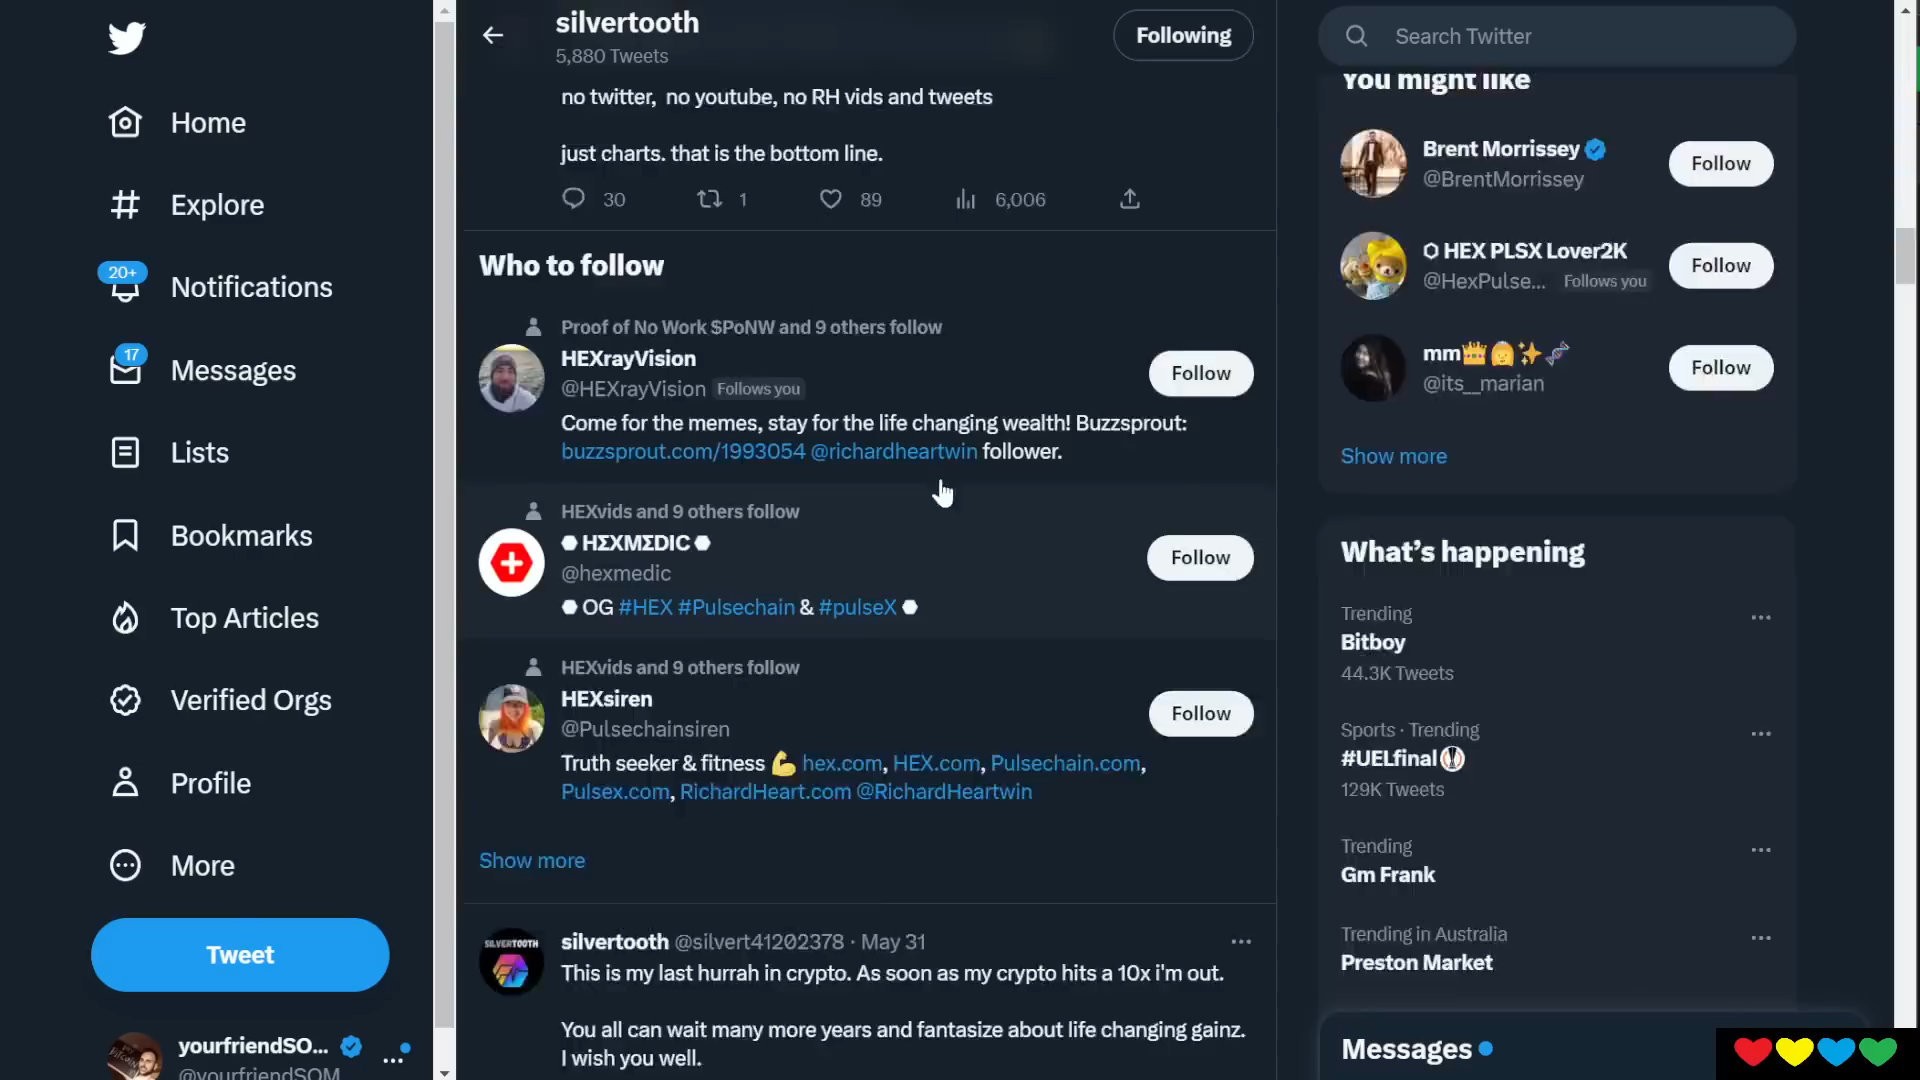 silvertooth
5,880 Tweets
Following
Search Twitter
Home
Explore
20+
Notifications
17
Messages
Lists
Bookmarks
Top Articles
Verified Orgs
Profile
More
Tweet
yourfriendSO...
@yourfriendSOM
no twitter, no youtube, no RH vids and tweets
just charts. that is the bottom line.
30 1 89 6,006
Who to follow
Proof of No Work $PoNW and 9 others follow
HEXrayVision
@HEXrayVision Follows you
Follow
Come for the memes, stay for the life changing wealth! Buzzsprout:
buzzsprout.com/1993054 @richardheartwin follower.
HEXvids and 9 others follow
⬣ HΣXMΣDIC ⬣
@hexmedic
Follow
⬣ OG #HEX #Pulsechain & #pulseX ⬣
HEXvids and 9 others follow
HEXsiren
@Pulsechainsiren
Follow
Truth seeker & fitness 💪 hex.com, HEX.com, Pulsechain.com,
Pulsex.com, RichardHeart.com @RichardHeartwin
Show more
SILVERTOOTH
silvertooth @silvert41202378 · May 31
This is my last hurrah in crypto. As soon as my crypto hits a 10x i'm out.
You all can wait many more years and fantasize about life changing gainz.
I wish you well.
You might like
Brent Morrissey
@BrentMorrissey
Follow
⬡ HEX PLSX Lover2K
@HexPulse... Follows you
Follow
mm👑👸✨🧬
@its__marian
Follow
Show more
What's happening
Trending
Bitboy
44.3K Tweets
Sports · Trending
#UELfinal
129K Tweets
Trending
Gm Frank
Trending in Australia
Preston Market
Messages